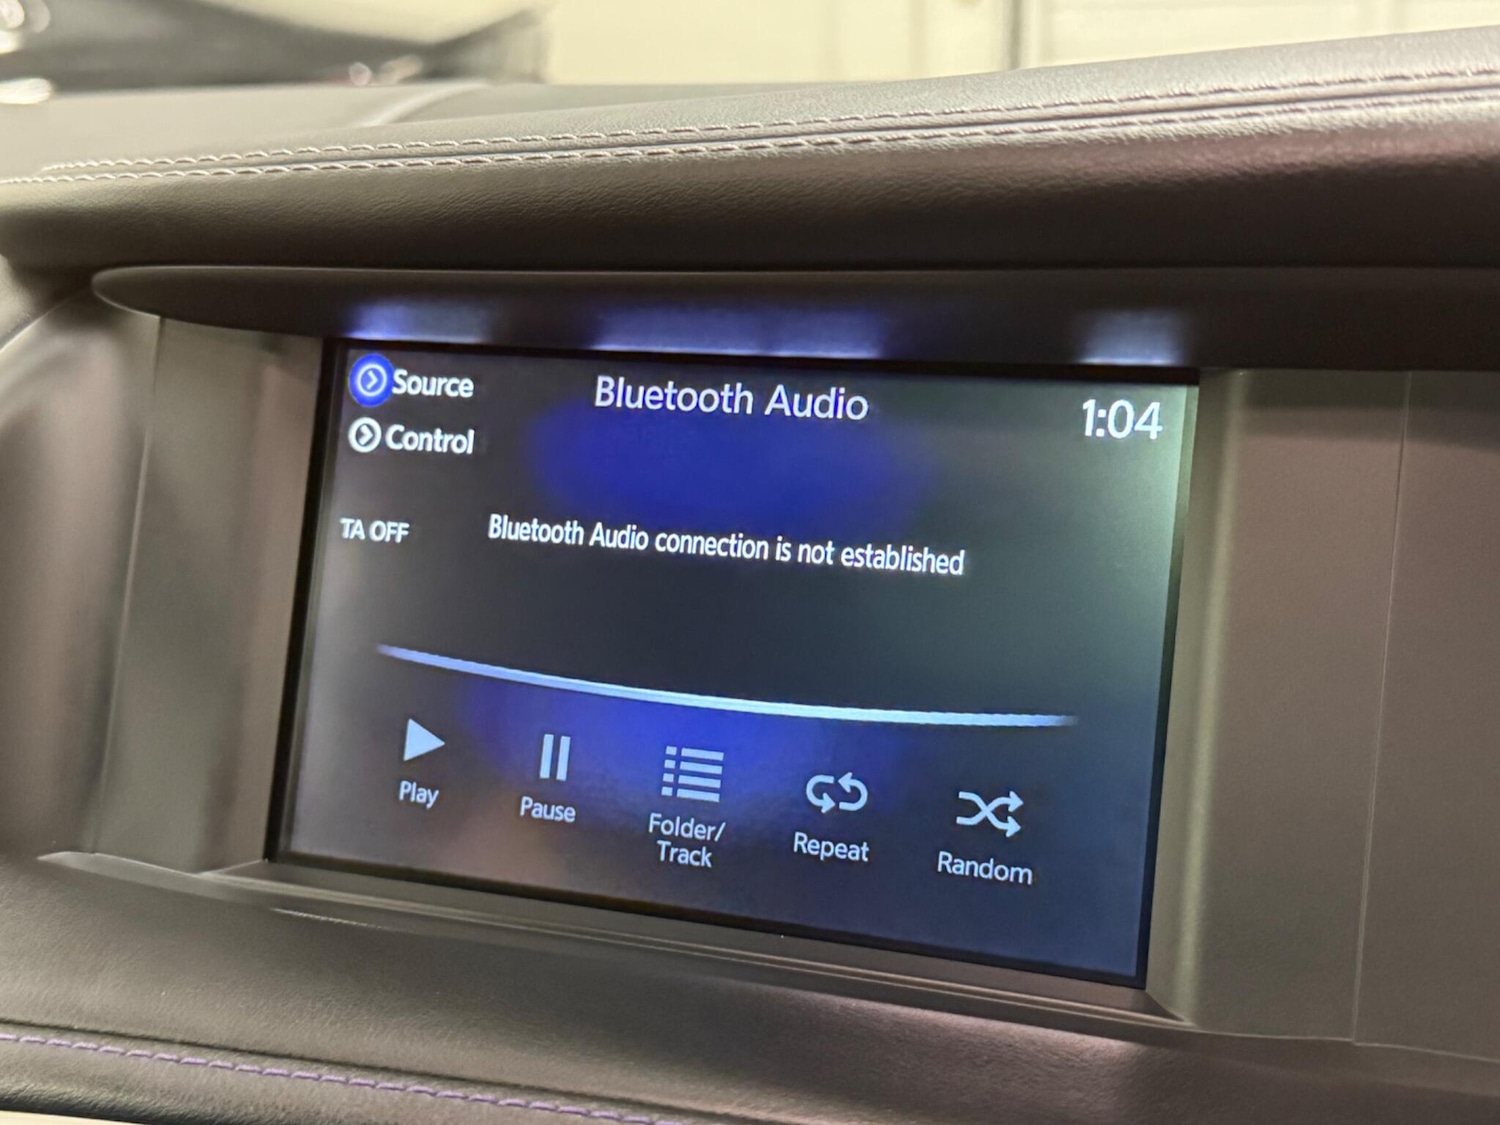 Source
Bluetooth Audio
1:04
Control
TA OFF
Bluetooth Audio connection is not established
Play
Pause
Folder/
Track
Repeat
Random